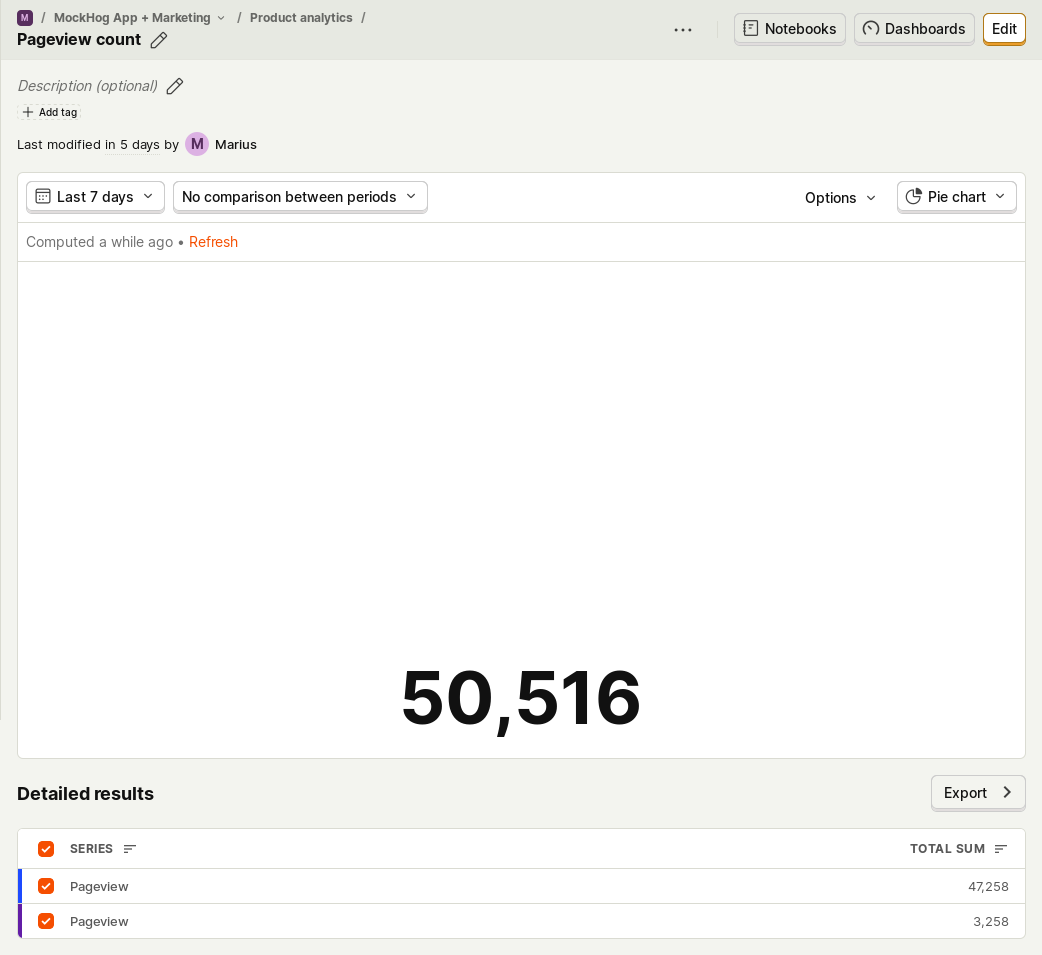 M / MockHog App + Marketing / Product analytics /
Pageview count
Notebooks
Dashboards
Edit
Description (optional)
Add tag
Last modified in 5 days by M Marius
Last 7 days
No comparison between periods
Options
Pie chart
Computed a while ago • Refresh
50,516
Detailed results
Export
SERIES TOTAL SUM
Pageview 47,258
Pageview 3,258